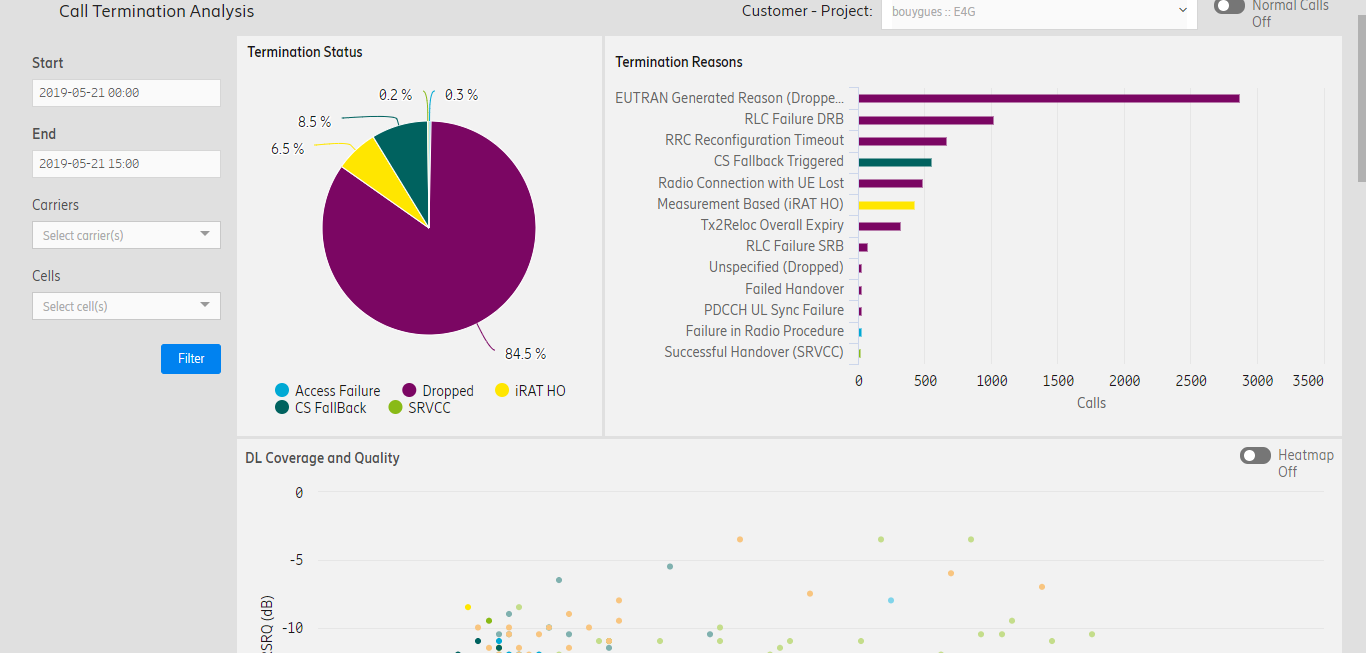 Call Termination Analysis
Customer - Project:
bouygues :: E4G
Normal Calls
Off
Start
2019-05-21 00:00
End
2019-05-21 15:00
Carriers
Select carrier(s)
Cells
Select cell(s)
Filter
Termination Status
0.2 %
0.3 %
8.5 %
6.5 %
84.5 %
Access Failure
Dropped
iRAT HO
CS FallBack
SRVCC
Termination Reasons
EUTRAN Generated Reason (Droppe...
RLC Failure DRB
RRC Reconfiguration Timeout
CS Fallback Triggered
Radio Connection with UE Lost
Measurement Based (iRAT HO)
Tx2Reloc Overall Expiry
RLC Failure SRB
Unspecified (Dropped)
Failed Handover
PDCCH UL Sync Failure
Failure in Radio Procedure
Successful Handover (SRVCC)
0 500 1000 1500 2000 2500 3000 3500
Calls
DL Coverage and Quality
Heatmap
Off
0
-5
-10
SRQ (dB)